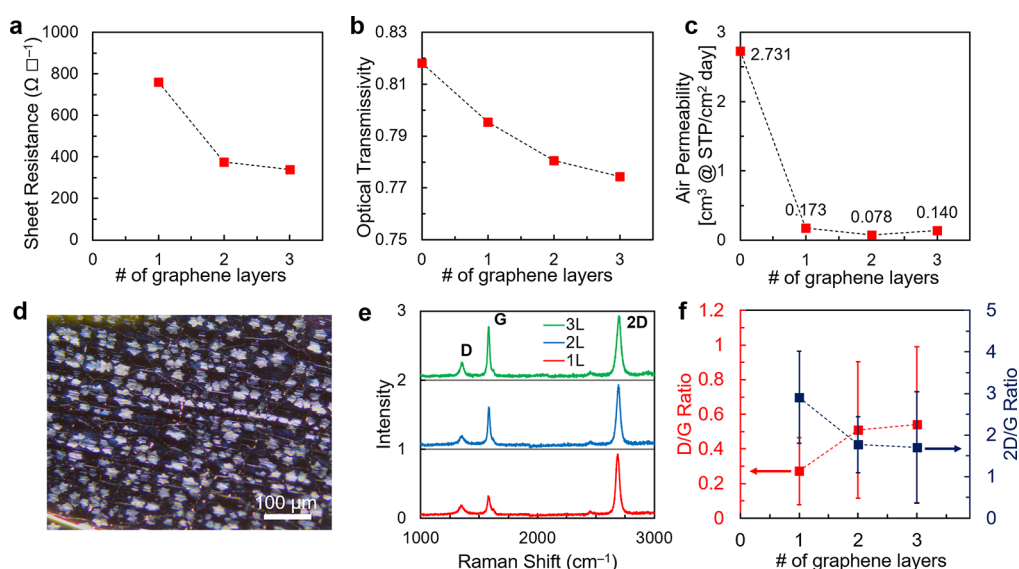 a
Sheet Resistance (Ω □⁻¹)
1000
800
600
400
200
0
0 1 2 3
# of graphene layers
b
Optical Transmissivity
0.83
0.81
0.79
0.77
0.75
0 1 2 3
# of graphene layers
c
Air Permeability
[cm³ @ STP/cm² day]
3
2
1
0
2.731
0.173
0.078
0.140
0 1 2 3
# of graphene layers
d
100 μm
e
Intensity
3
2
1
0
D
G
2D
3L
2L
1L
1000 2000 3000
Raman Shift (cm⁻¹)
f
D/G Ratio
1.2
1
0.8
0.6
0.4
0.2
0
5
4
3
2
1
0
2D/G Ratio
0 1 2 3
# of graphene layers